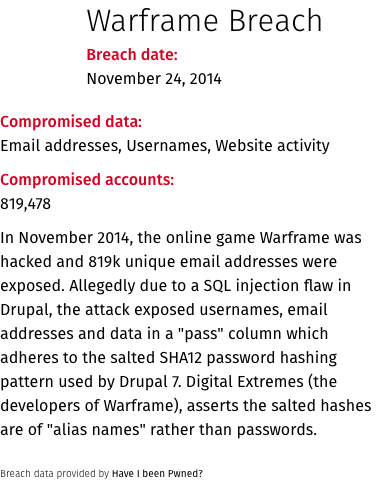 Warframe Breach
Breach date:
November 24, 2014
Compromised data:
Email addresses, Usernames, Website activity
Compromised accounts:
819,478
In November 2014, the online game Warframe was
hacked and 819k unique email addresses were
exposed. Allegedly due to a SQL injection flaw in
Drupal, the attack exposed usernames, email
addresses and data in a "pass" column which
adheres to the salted SHA12 password hashing
pattern used by Drupal 7. Digital Extremes (the
developers of Warframe), asserts the salted hashes
are of "alias names" rather than passwords.
Breach data provided by Have I been Pwned?